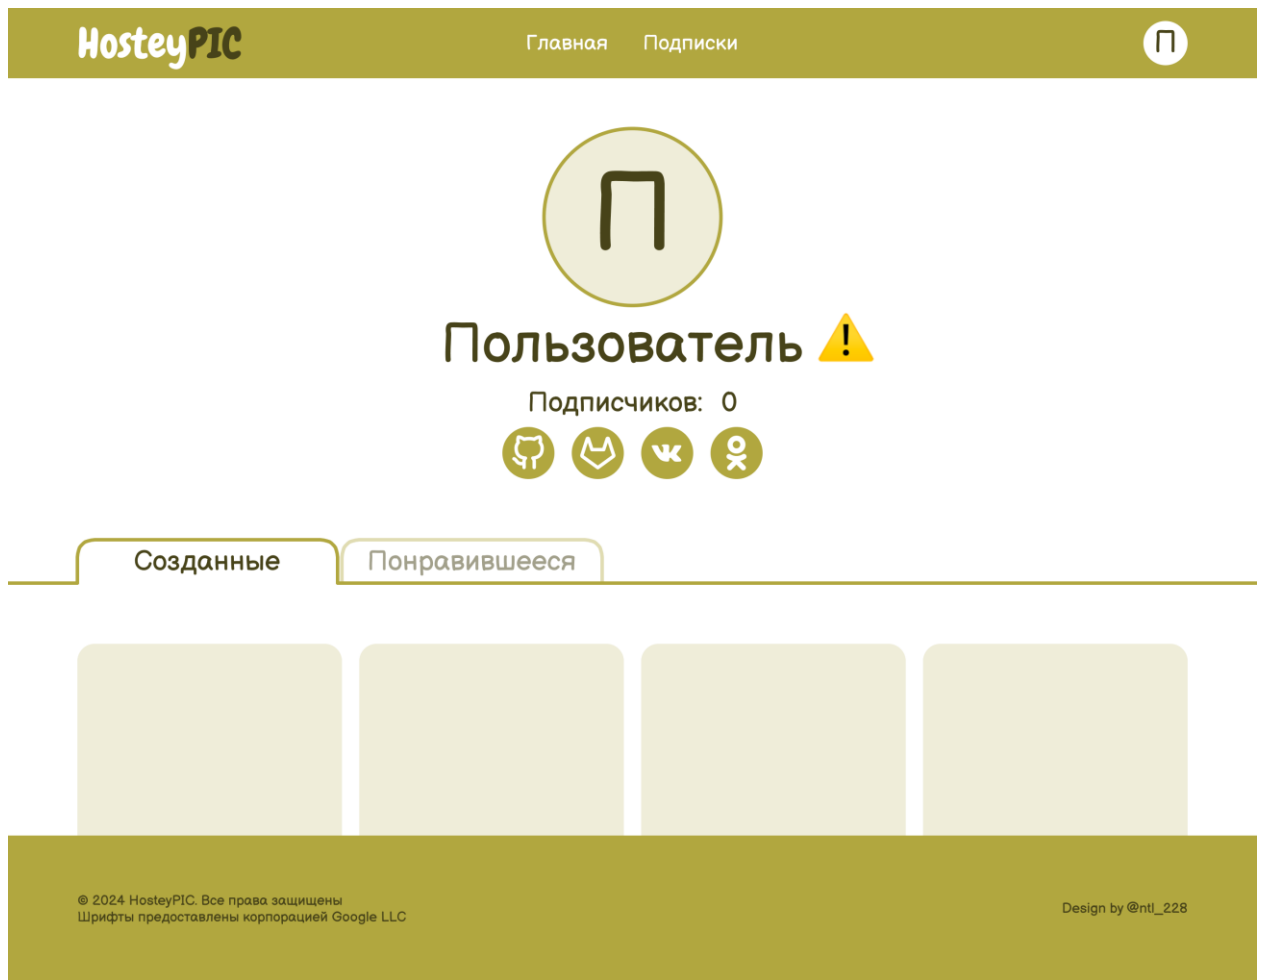 HosteyPIC
Главная
Подписки
П
П
Пользователь ⚠️
Подписчиков: 0
Созданные
Понравившееся
© 2024 HosteyPIC. Все права защищены
Шрифты предоставлены корпорацией Google LLC
Design by @ntl_228